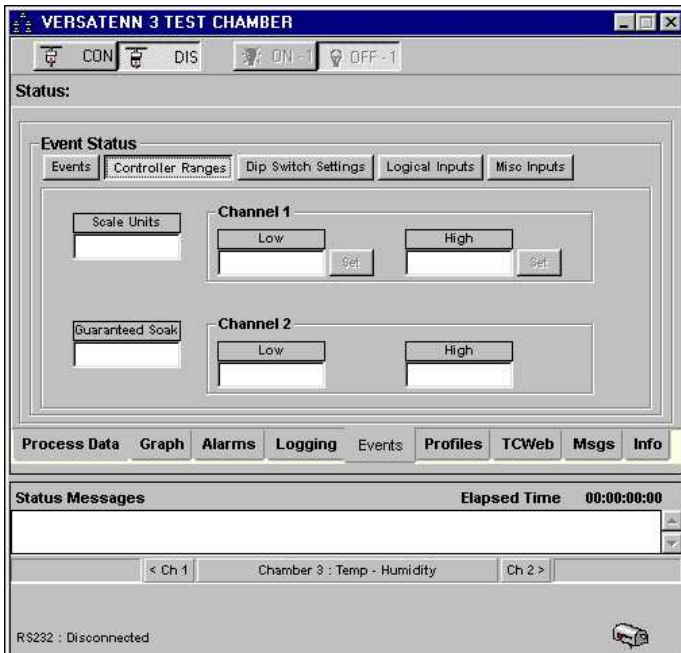 VERSATENN 3 TEST CHAMBER
CON DIS ON - 1 OFF - 1
Status:
Event Status
Events Controller Ranges Dip Switch Settings Logical Inputs Misc Inputs
Scale Units
Channel 1
Low High
Set Set
Guaranteed Soak
Channel 2
Low High
Process Data Graph Alarms Logging Events Profiles TCWeb Msgs Info
Status Messages Elapsed Time 00:00:00:00
< Ch 1 Chamber 3 : Temp - Humidity Ch 2 >
RS232 : Disconnected